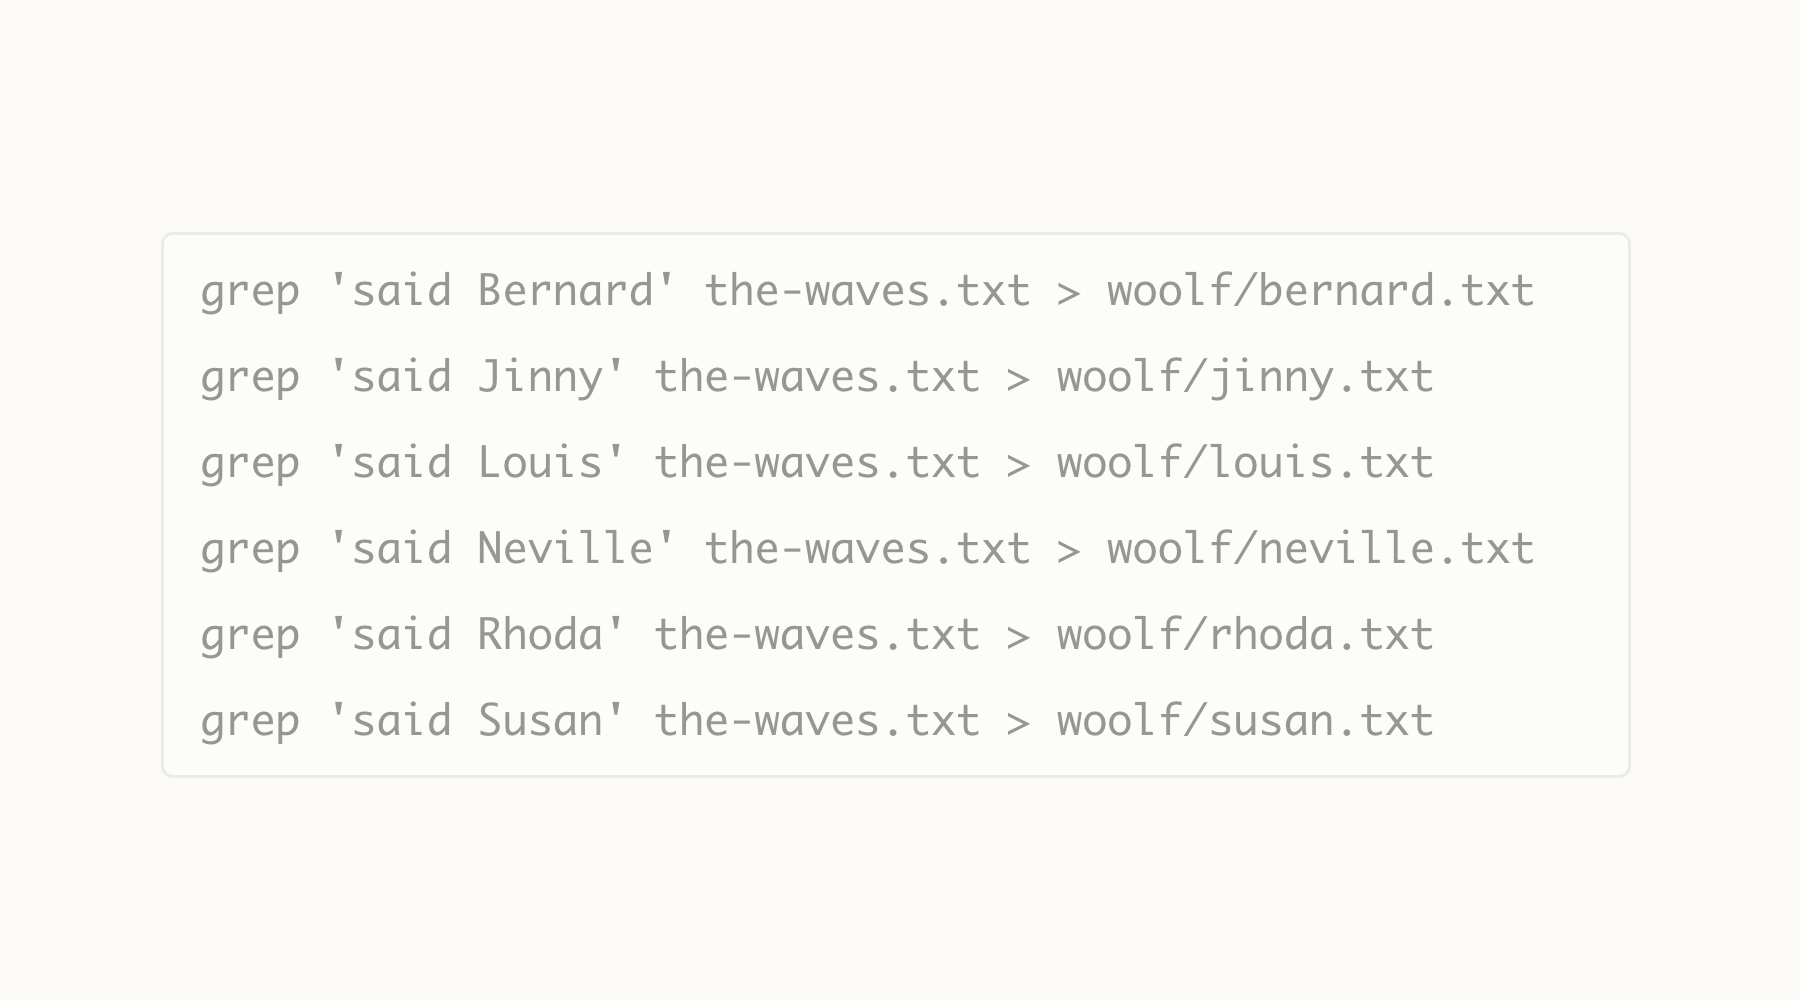 grep 'said Bernard' the-waves.txt > woolf/bernard.txt
grep 'said Jinny' the-waves.txt > woolf/jinny.txt
grep 'said Louis' the-waves.txt > woolf/louis.txt
grep 'said Neville' the-waves.txt > woolf/neville.txt
grep 'said Rhoda' the-waves.txt > woolf/rhoda.txt
grep 'said Susan' the-waves.txt > woolf/susan.txt